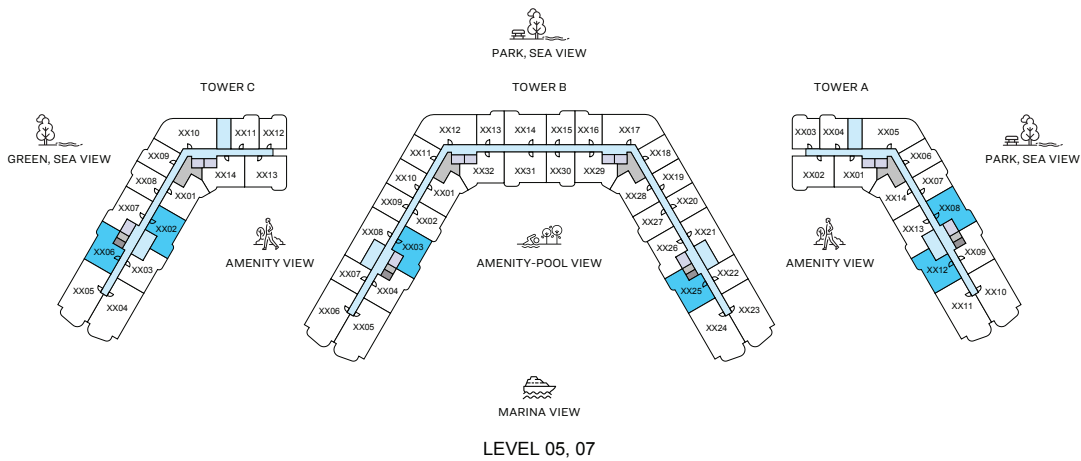 PARK, SEA VIEW
TOWER C
TOWER B
TOWER A
GREEN, SEA VIEW
PARK, SEA VIEW
XX10
XX11
XX12
XX09
XX14
XX13
XX08
XX01
XX07
XX02
XX06
XX03
XX05
XX04
AMENITY VIEW
XX12
XX13
XX14
XX15
XX16
XX17
XX11
XX32
XX31
XX30
XX29
XX18
XX10
XX01
XX28
XX19
XX09
XX02
XX27
XX20
XX08
XX03
XX26
XX21
XX07
XX04
XX25
XX22
XX06
XX05
XX24
XX23
AMENITY-POOL VIEW
XX03
XX04
XX05
XX02
XX01
XX06
XX14
XX07
XX13
XX08
XX12
XX09
XX11
XX10
AMENITY VIEW
MARINA VIEW
LEVEL 05, 07